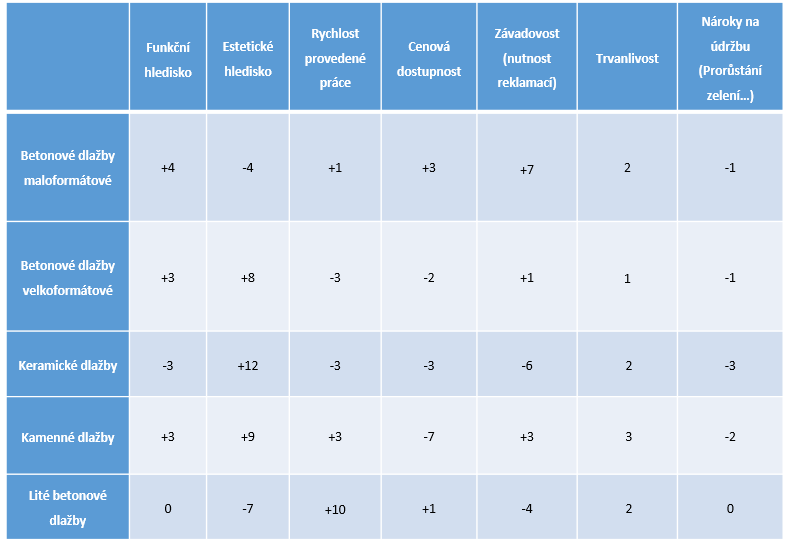 Funkční
hledisko
Estetické
hledisko
Rychlost
provedené
práce
Cenová
dostupnost
Závadovost
(nutnost
reklamací)
Trvanlivost
Nároky na
údržbu
(Prorůstání
zelení…)
Betonové dlažby
maloformátové
+4
-4
+1
+3
+7
2
-1
Betonové dlažby
velkoformátové
+3
+8
-3
-2
+1
1
-1
Keramické dlažby
-3
+12
-3
-3
-6
2
-3
Kamenné dlažby
+3
+9
+3
-7
+3
3
-2
Lité betonové
dlažby
0
-7
+10
+1
-4
2
0